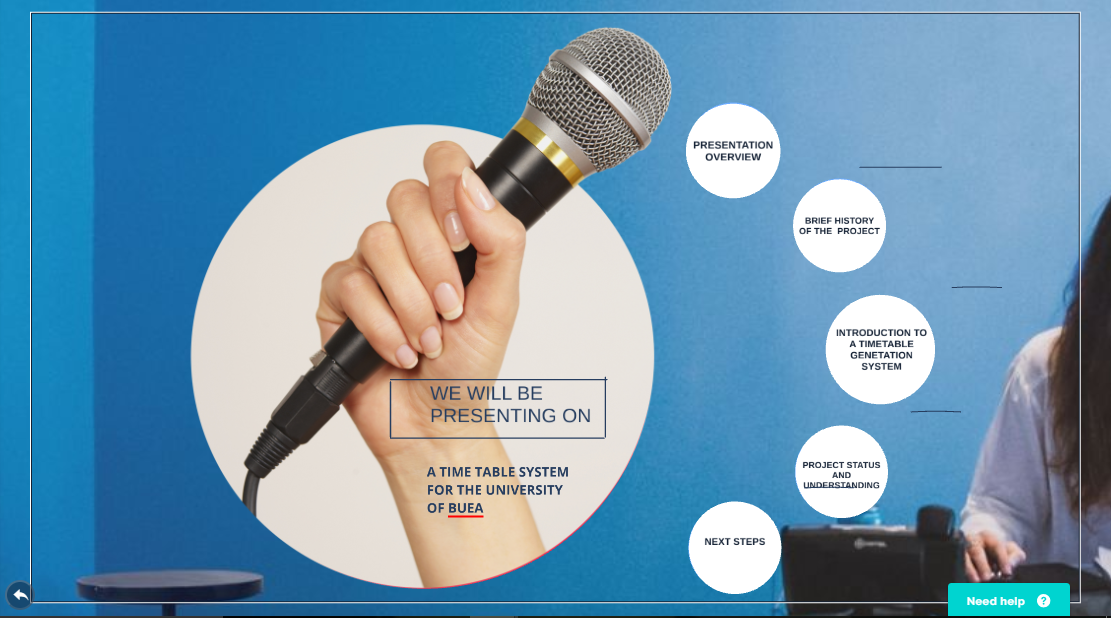 PRESENTATION
OVERVIEW
BRIEF HISTORY
OF THE PROJECT
INTRODUCTION TO
A TIMETABLE
GENETATION
SYSTEM
WE WILL BE
PRESENTING ON
A TIME TABLE SYSTEM
FOR THE UNIVERSITY
OF BUEA
PROJECT STATUS
AND
UNDERSTANDING
NEXT STEPS
Need help ?